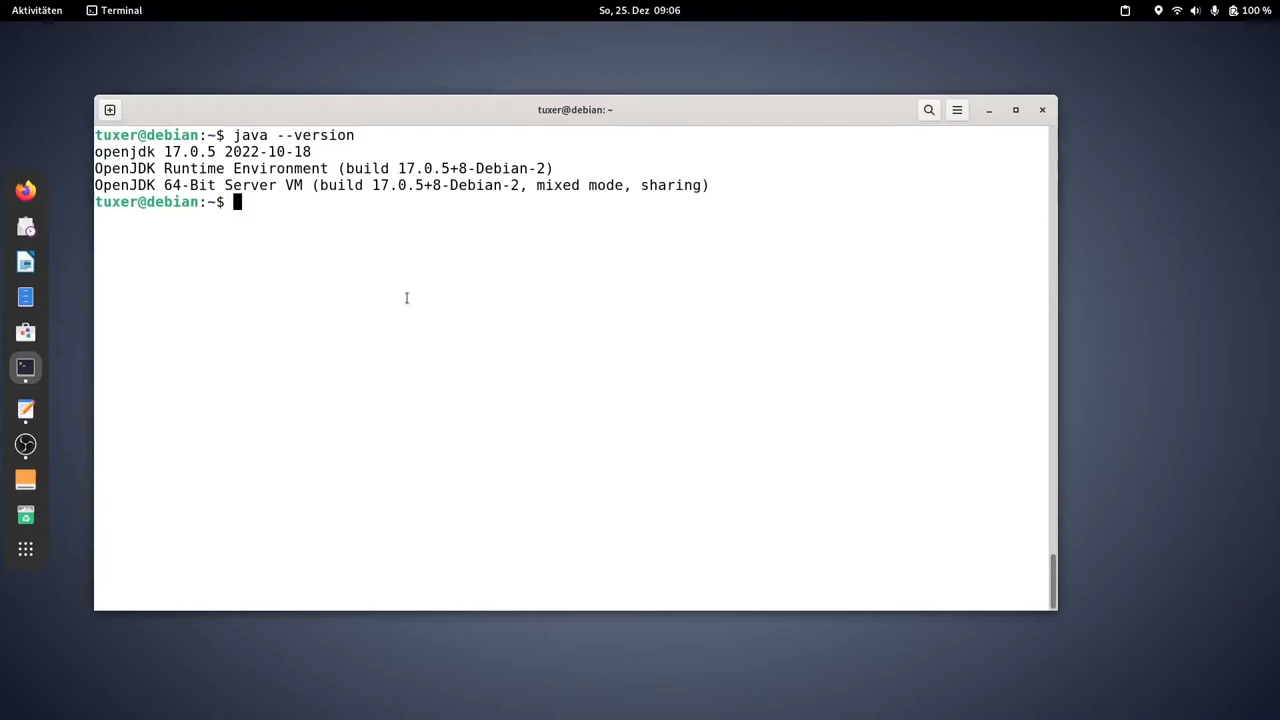 Aktivitäten
Terminal
So, 25. Dez 09:06
100 %
tuxer@debian: ~
tuxer@debian:~$ java --version
openjdk 17.0.5 2022-10-18
OpenJDK Runtime Environment (build 17.0.5+8-Debian-2)
OpenJDK 64-Bit Server VM (build 17.0.5+8-Debian-2, mixed mode, sharing)
tuxer@debian:~$